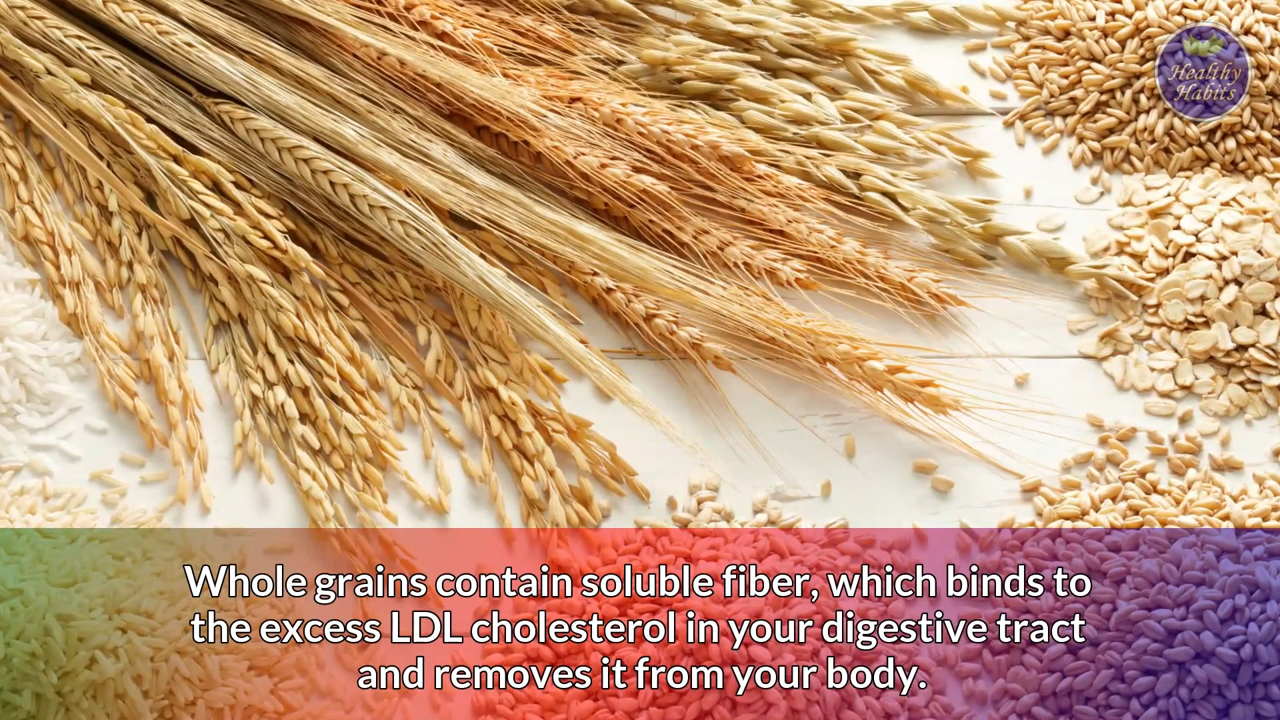 Healthy
Habits
Whole grains contain soluble fiber, which binds to
the excess LDL cholesterol in your digestive tract
and removes it from your body.